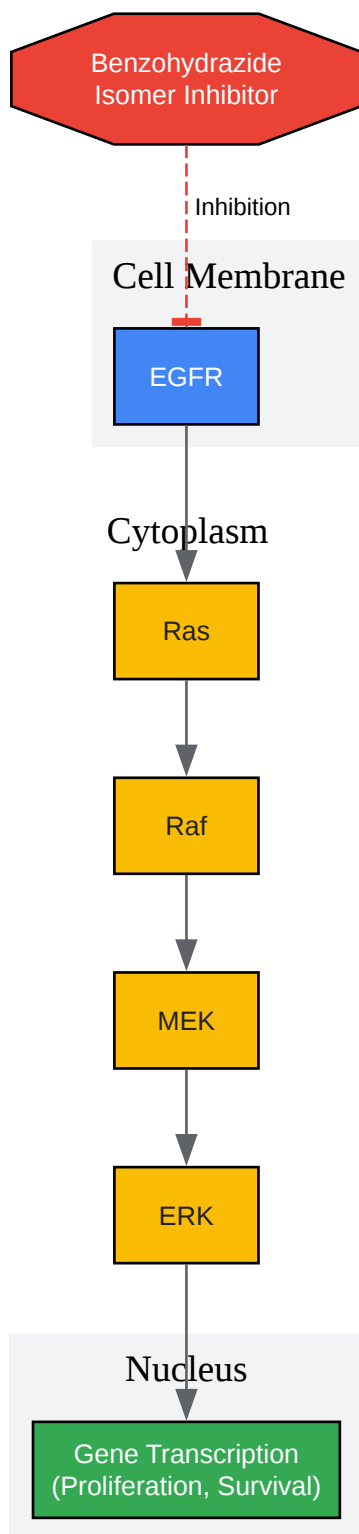 Benzohydrazide
Isomer Inhibitor
Inhibition
Cell Membrane
EGFR
Cytoplasm
Ras
Raf
MEK
ERK
Nucleus
Gene Transcription
(Proliferation, Survival)